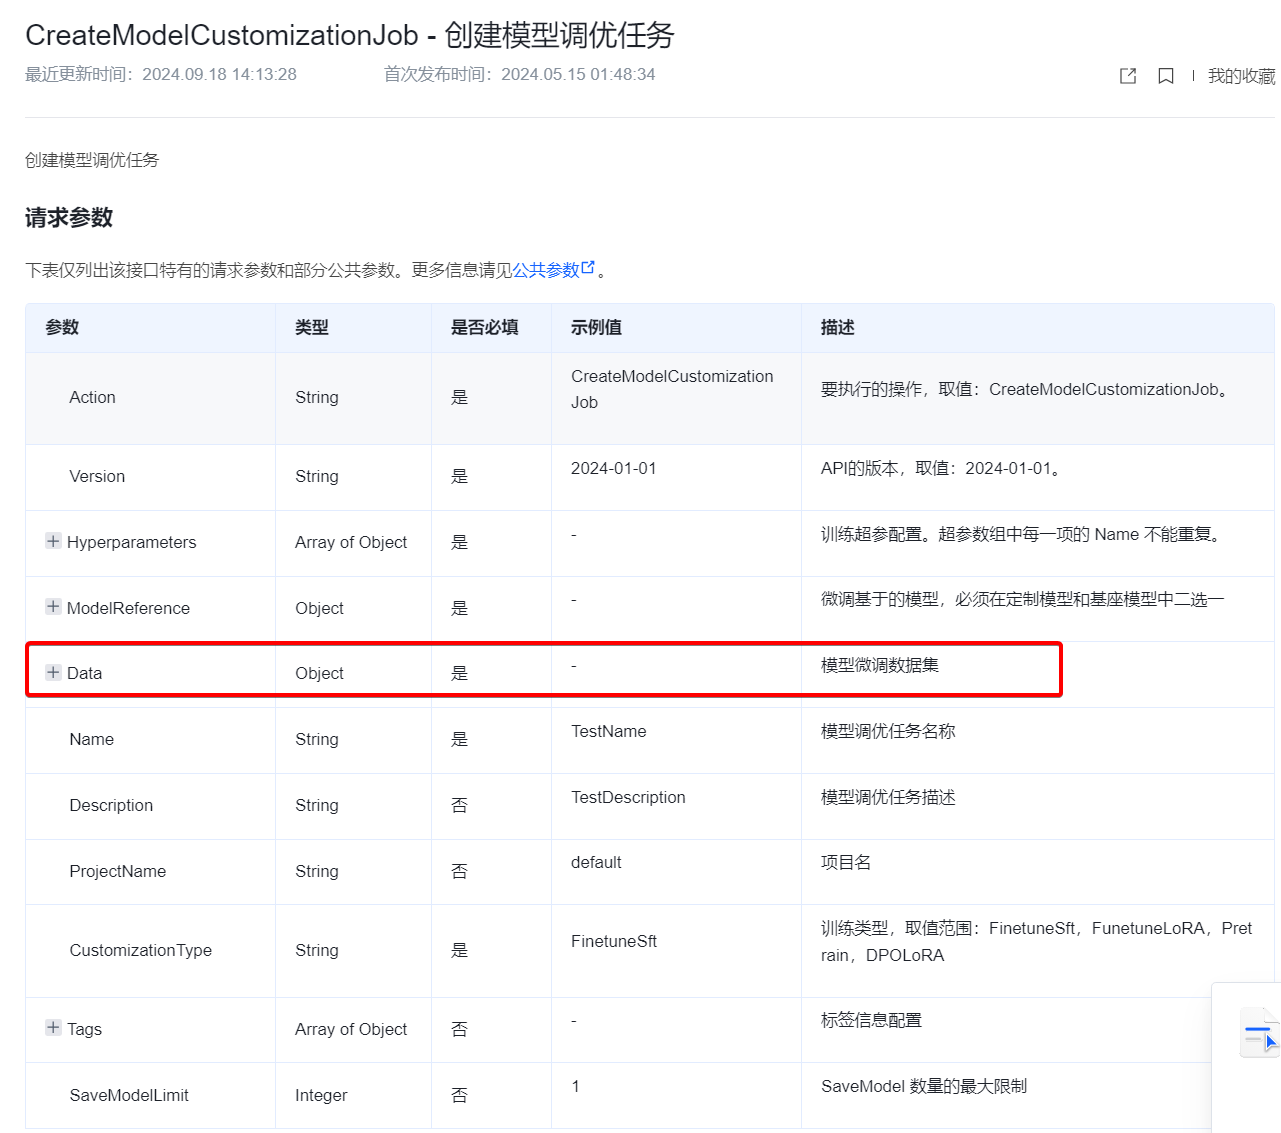 CreateModelCustomizationJob - 创建模型调优任务
最近更新时间：2024.09.18 14:13:28 首次发布时间：2024.05.15 01:48:34
我的收藏
创建模型调优任务
请求参数
下表仅列出该接口特有的请求参数和部分公共参数。更多信息请见公共参数。
参数 类型 是否必填 示例值 描述
Action String 是 CreateModelCustomization
Job 要执行的操作，取值：CreateModelCustomizationJob。
Version String 是 2024-01-01 API的版本，取值：2024-01-01。
Hyperparameters Array of Object 是 - 训练超参配置。超参数组中每一项的 Name 不能重复。
ModelReference Object 是 - 微调基于的模型，必须在定制模型和基座模型中二选一
Data Object 是 - 模型微调数据集
Name String 是 TestName 模型调优任务名称
Description String 否 TestDescription 模型调优任务描述
ProjectName String 否 default 项目名
CustomizationType String 是 FinetuneSft 训练类型，取值范围：FinetuneSft，FunetuneLoRA，Pret
rain，DPOLoRA
Tags Array of Object 否 - 标签信息配置
SaveModelLimit Integer 否 1 SaveModel 数量的最大限制